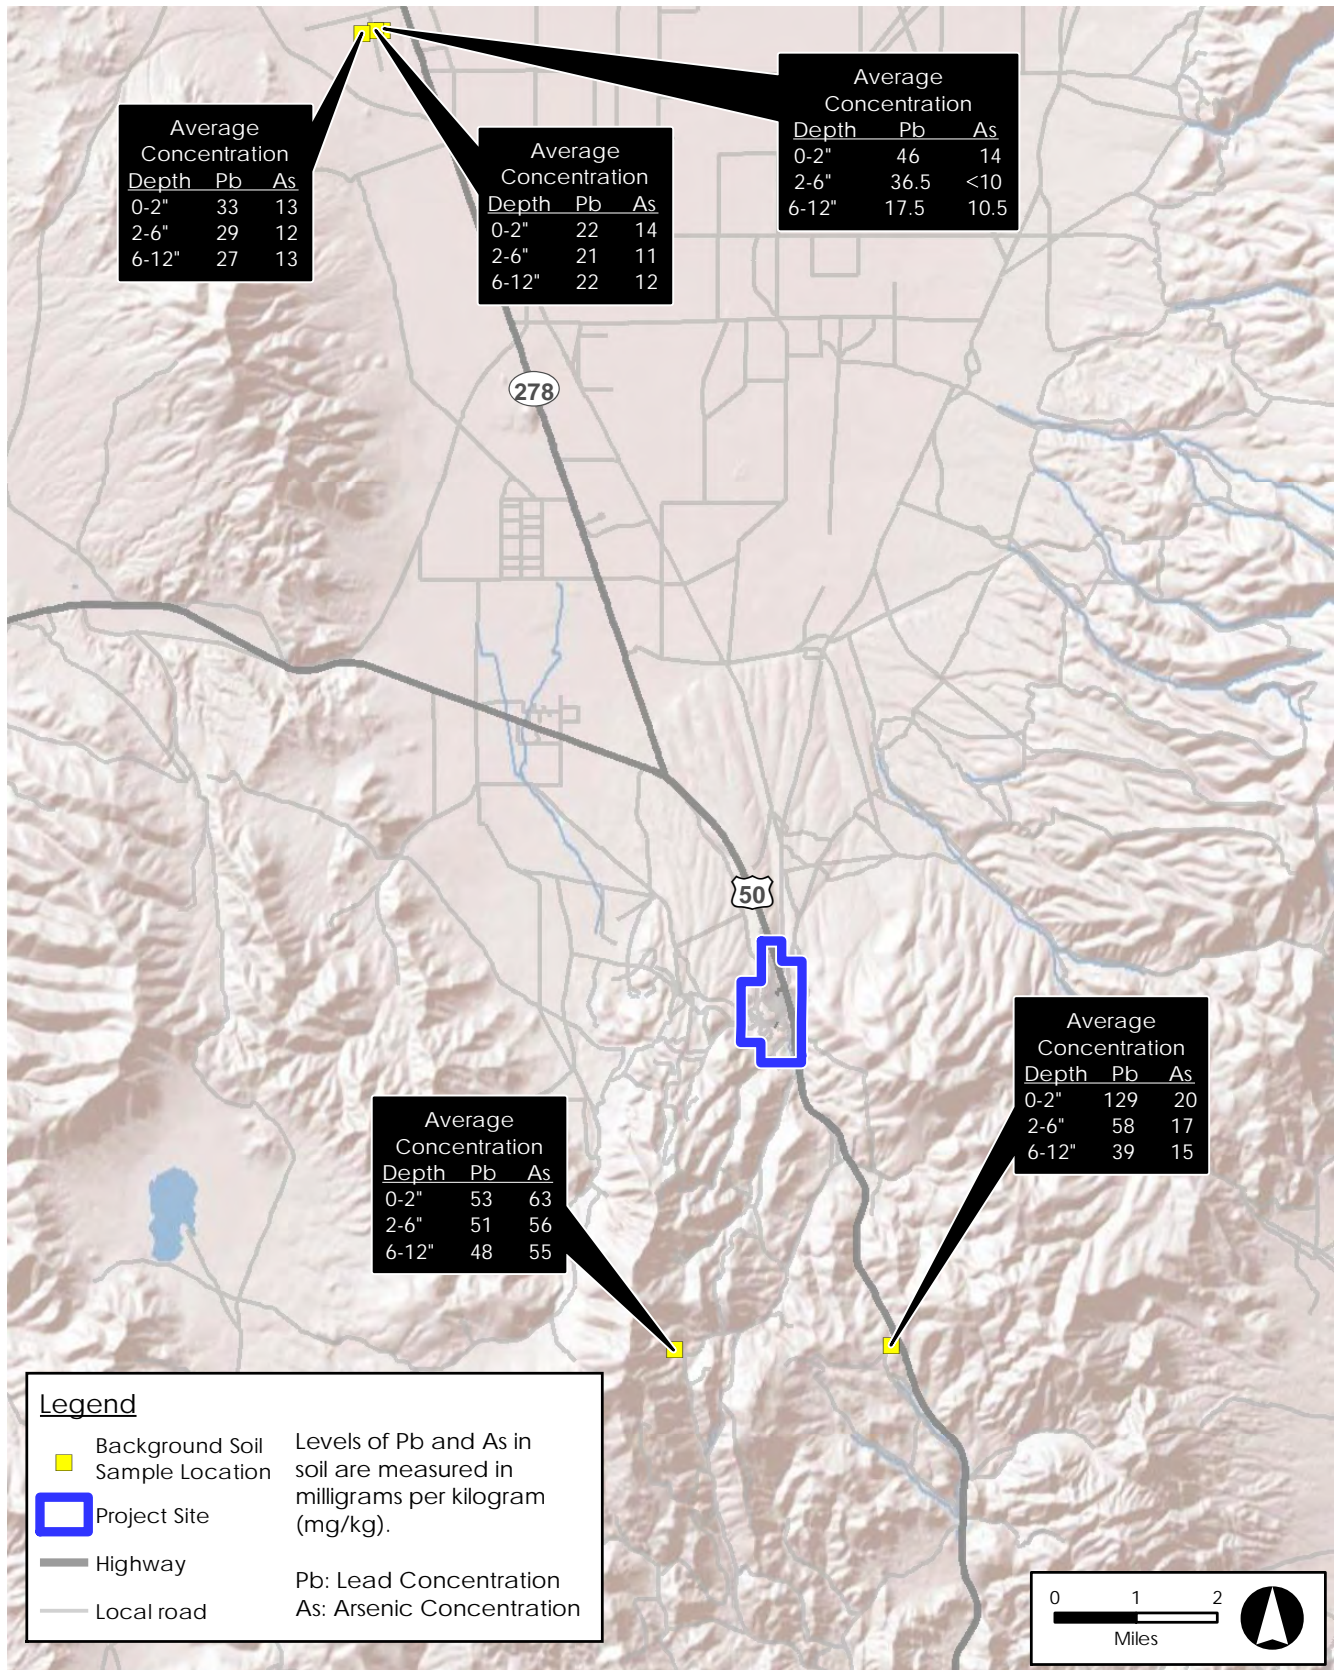 Average
Concentration
Depth Pb As
0-2" 46 14
2-6" 36.5 <10
6-12" 17.5 10.5
Average
Concentration
Depth Pb As
0-2" 33 13
2-6" 29 12
6-12" 27 13
Average
Concentration
Depth Pb As
0-2" 22 14
2-6" 21 11
6-12" 22 12
278
50
Average
Concentration
Depth Pb As
0-2" 129 20
2-6" 58 17
6-12" 39 15
Average
Concentration
Depth Pb As
0-2" 53 63
2-6" 51 56
6-12" 48 55
Legend
Background Soil
Sample Location
Project Site
Highway
Local road
Levels of Pb and As in
soil are measured in
milligrams per kilogram
(mg/kg).
Pb: Lead Concentration
As: Arsenic Concentration
0 1 2
Miles